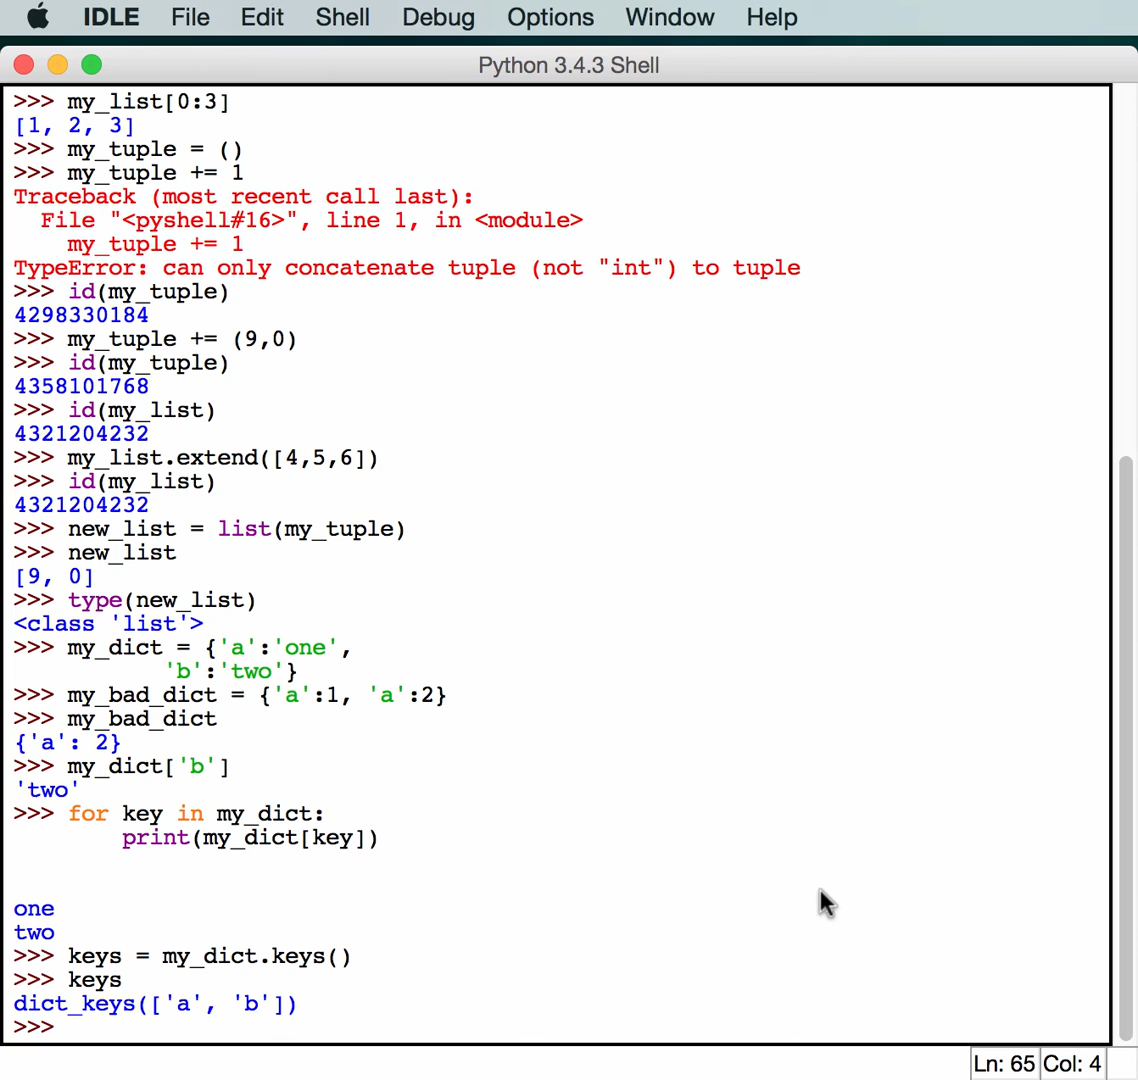 IDLE File Edit Shell Debug Options Window Help
Python 3.4.3 Shell
>>> my_list[0:3]
[1, 2, 3]
>>> my_tuple = ()
>>> my_tuple += 1
Traceback (most recent call last):
  File "<pyshell#16>", line 1, in <module>
    my_tuple += 1
TypeError: can only concatenate tuple (not "int") to tuple
>>> id(my_tuple)
4298330184
>>> my_tuple += (9,0)
>>> id(my_tuple)
4358101768
>>> id(my_list)
4321204232
>>> my_list.extend([4,5,6])
>>> id(my_list)
4321204232
>>> new_list = list(my_tuple)
>>> new_list
[9, 0]
>>> type(new_list)
<class 'list'>
>>> my_dict = {'a':'one',
           'b':'two'}
>>> my_bad_dict = {'a':1, 'a':2}
>>> my_bad_dict
{'a': 2}
>>> my_dict['b']
'two'
>>> for key in my_dict:
        print(my_dict[key])
one
two
>>> keys = my_dict.keys()
>>> keys
dict_keys(['a', 'b'])
>>>
Ln: 65 Col: 4